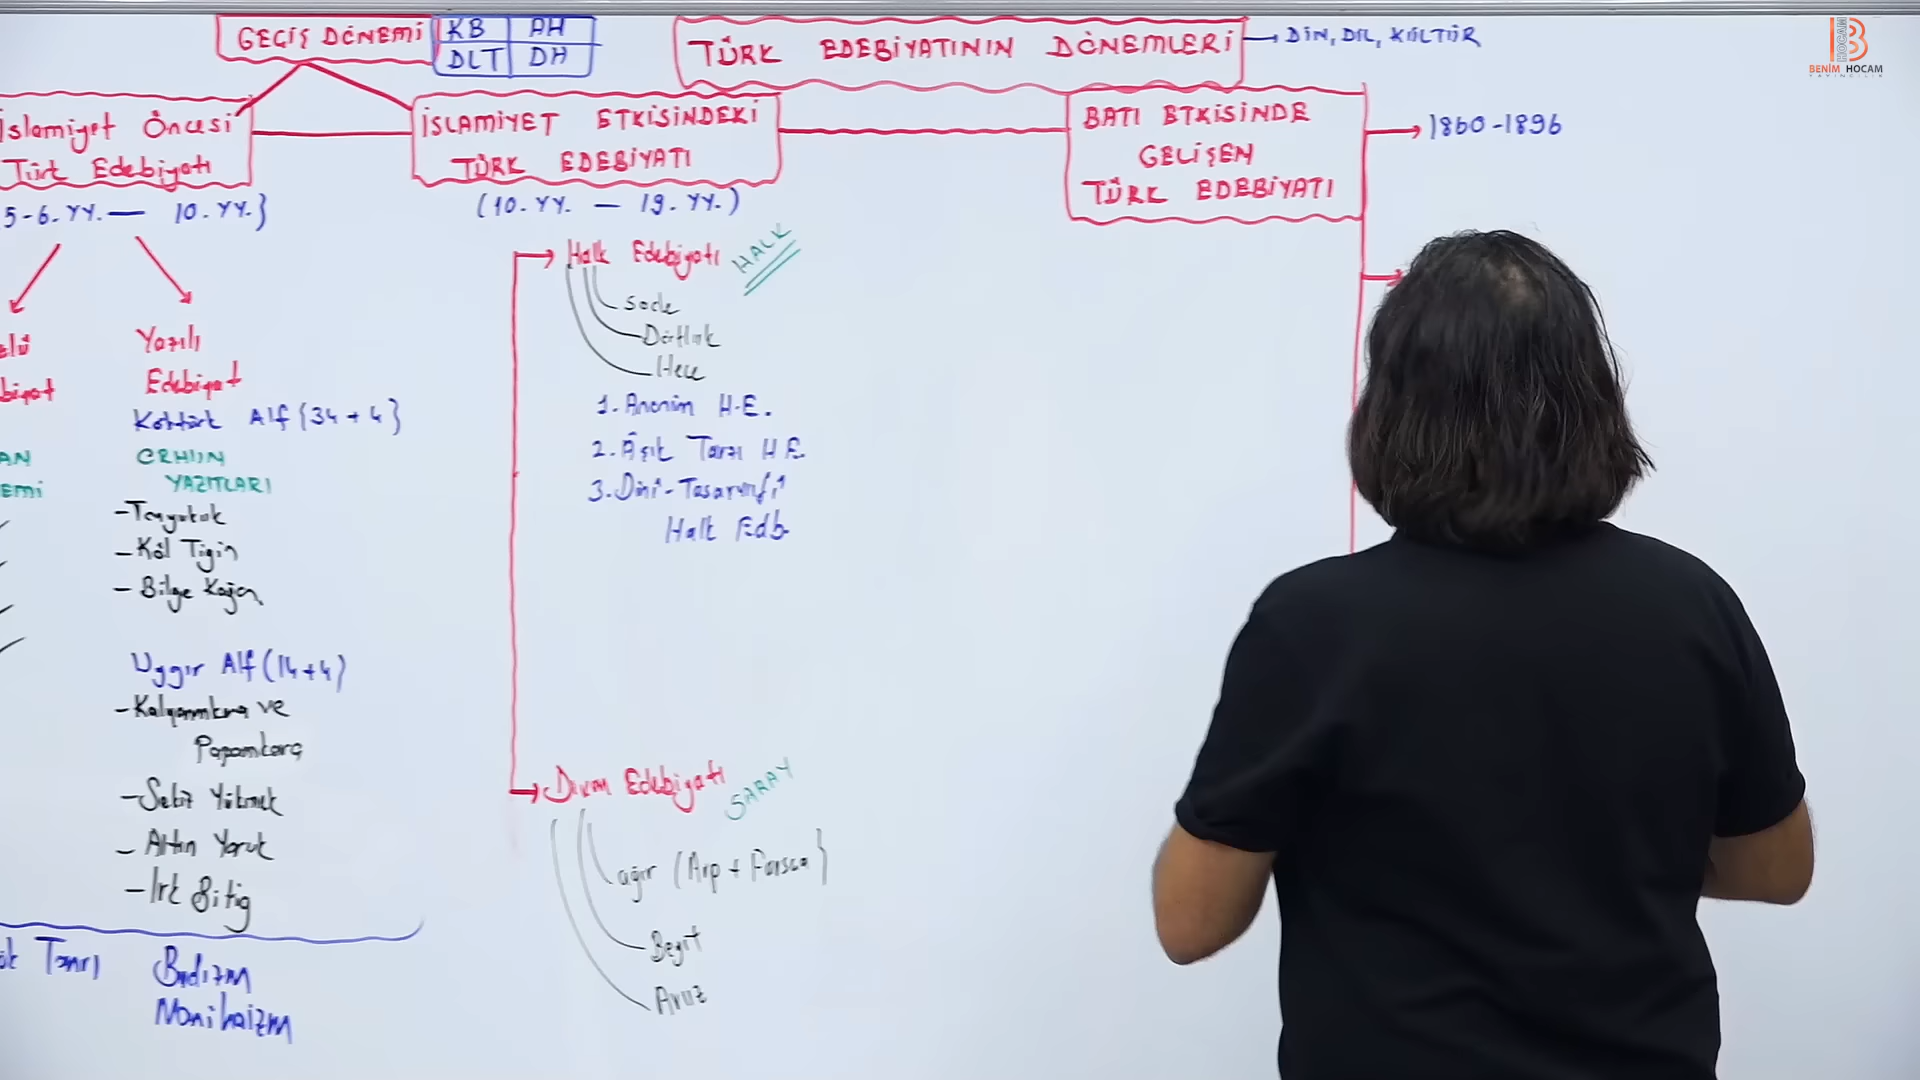 GEÇİŞ DÖNEMİ
KB
AH
DLT
DH
TÜRK EDEBİYATININ DÖNEMLERİ
DİN, DİL, KÜLTÜR
BENİM HOCAM
YAYINCILIK
İslamiyet Öncesi
Türk Edebiyatı
5-6. YY. — 10. YY.}
İSLAMİYET ETKİSİNDEKİ
TÜRK EDEBİYATI
(10. YY. — 19. YY.)
BATI ETKİSİNDE
GELİŞEN
TÜRK EDEBİYATI
1860-1896
Yazılı
Edebiyat
Köktürk Alf {34+4}
ORHUN
YAZITLARI
-Tonyukuk
-Kül Tigin
-Bilge Kağan
Uygur Alf (14+4)
-Kalyanamkara ve
Papamkara
-Sekiz Yükmek
-Altın Yaruk
-Irk Bitig
Tanrı
Budizm
Manihaizm
Halk Edebiyatı
HALK
Sade
Dörtlük
Hece
1. Anonim H.E.
2. Âşık Tarzı H.E.
3. Dini-Tasavvufî
Halk Edb.
Divan Edebiyatı
SARAY
ağır (Arp + Farsça}
Beyit
Aruz